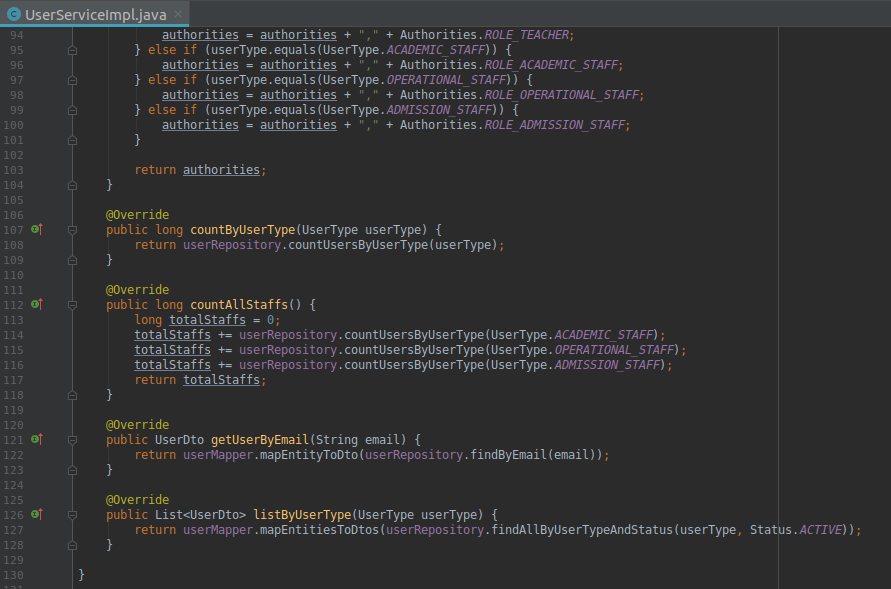 UserServiceImpl.java
94 authorities = authorities + "," + Authorities.ROLE_TEACHER;
95 } else if (userType.equals(UserType.ACADEMIC_STAFF)) {
96 authorities = authorities + "," + Authorities.ROLE_ACADEMIC_STAFF;
97 } else if (userType.equals(UserType.OPERATIONAL_STAFF)) {
98 authorities = authorities + "," + Authorities.ROLE_OPERATIONAL_STAFF;
99 } else if (userType.equals(UserType.ADMISSION_STAFF)) {
100 authorities = authorities + "," + Authorities.ROLE_ADMISSION_STAFF;
101 }
102
103 return authorities;
104 }
105
106 @Override
107 public long countByUserType(UserType userType) {
108 return userRepository.countUsersByUserType(userType);
109 }
110
111 @Override
112 public long countAllStaffs() {
113 long totalStaffs = 0;
114 totalStaffs += userRepository.countUsersByUserType(UserType.ACADEMIC_STAFF);
115 totalStaffs += userRepository.countUsersByUserType(UserType.OPERATIONAL_STAFF);
116 totalStaffs += userRepository.countUsersByUserType(UserType.ADMISSION_STAFF);
117 return totalStaffs;
118 }
119
120 @Override
121 public UserDto getUserByEmail(String email) {
122 return userMapper.mapEntityToDto(userRepository.findByEmail(email));
123 }
124
125 @Override
126 public List<UserDto> listByUserType(UserType userType) {
127 return userMapper.mapEntitiesToDtos(userRepository.findAllByUserTypeAndStatus(userType, Status.ACTIVE));
128 }
129
130 }